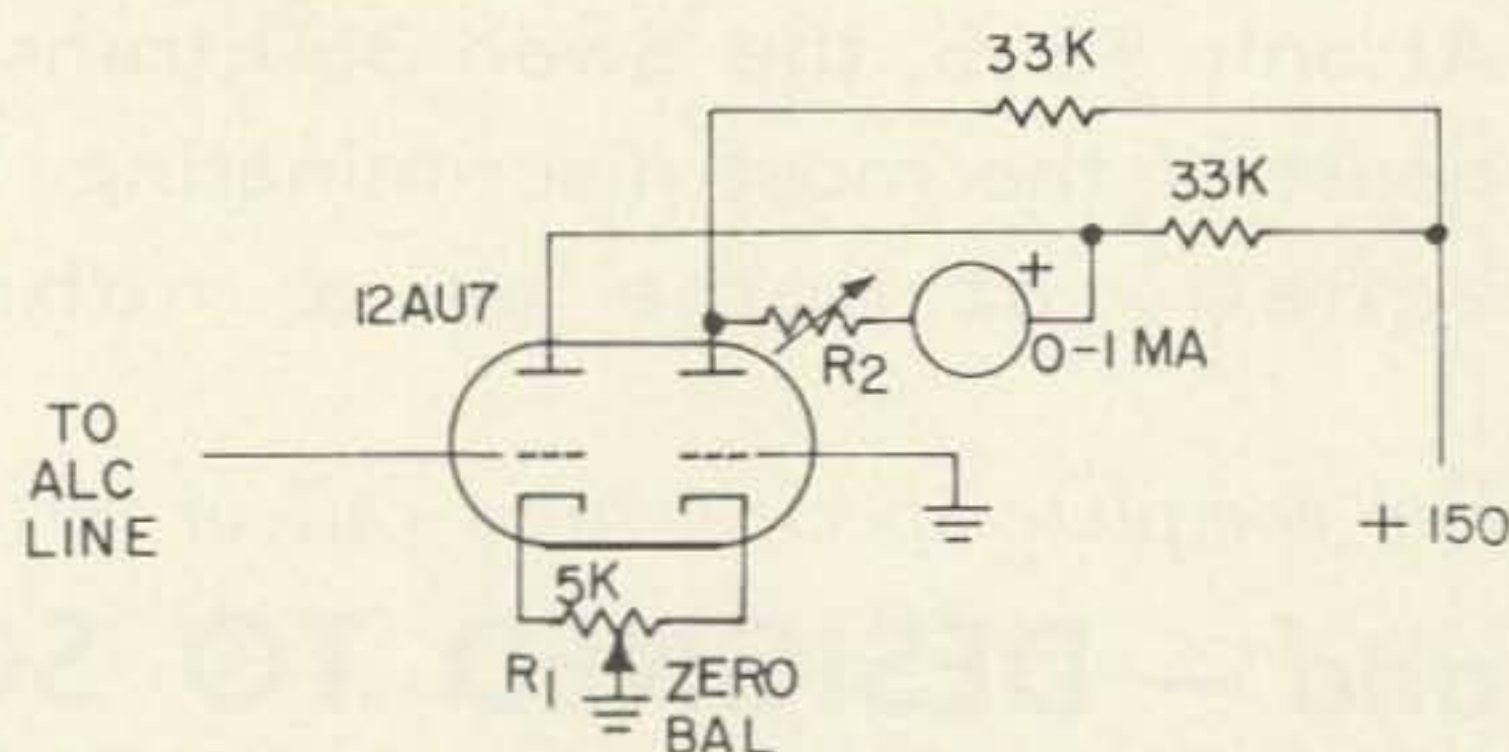 33K
33K
12AU7
+
R2
0-1 MA
TO
ALC
LINE
+ 150
5K
R1
ZERO
BAL